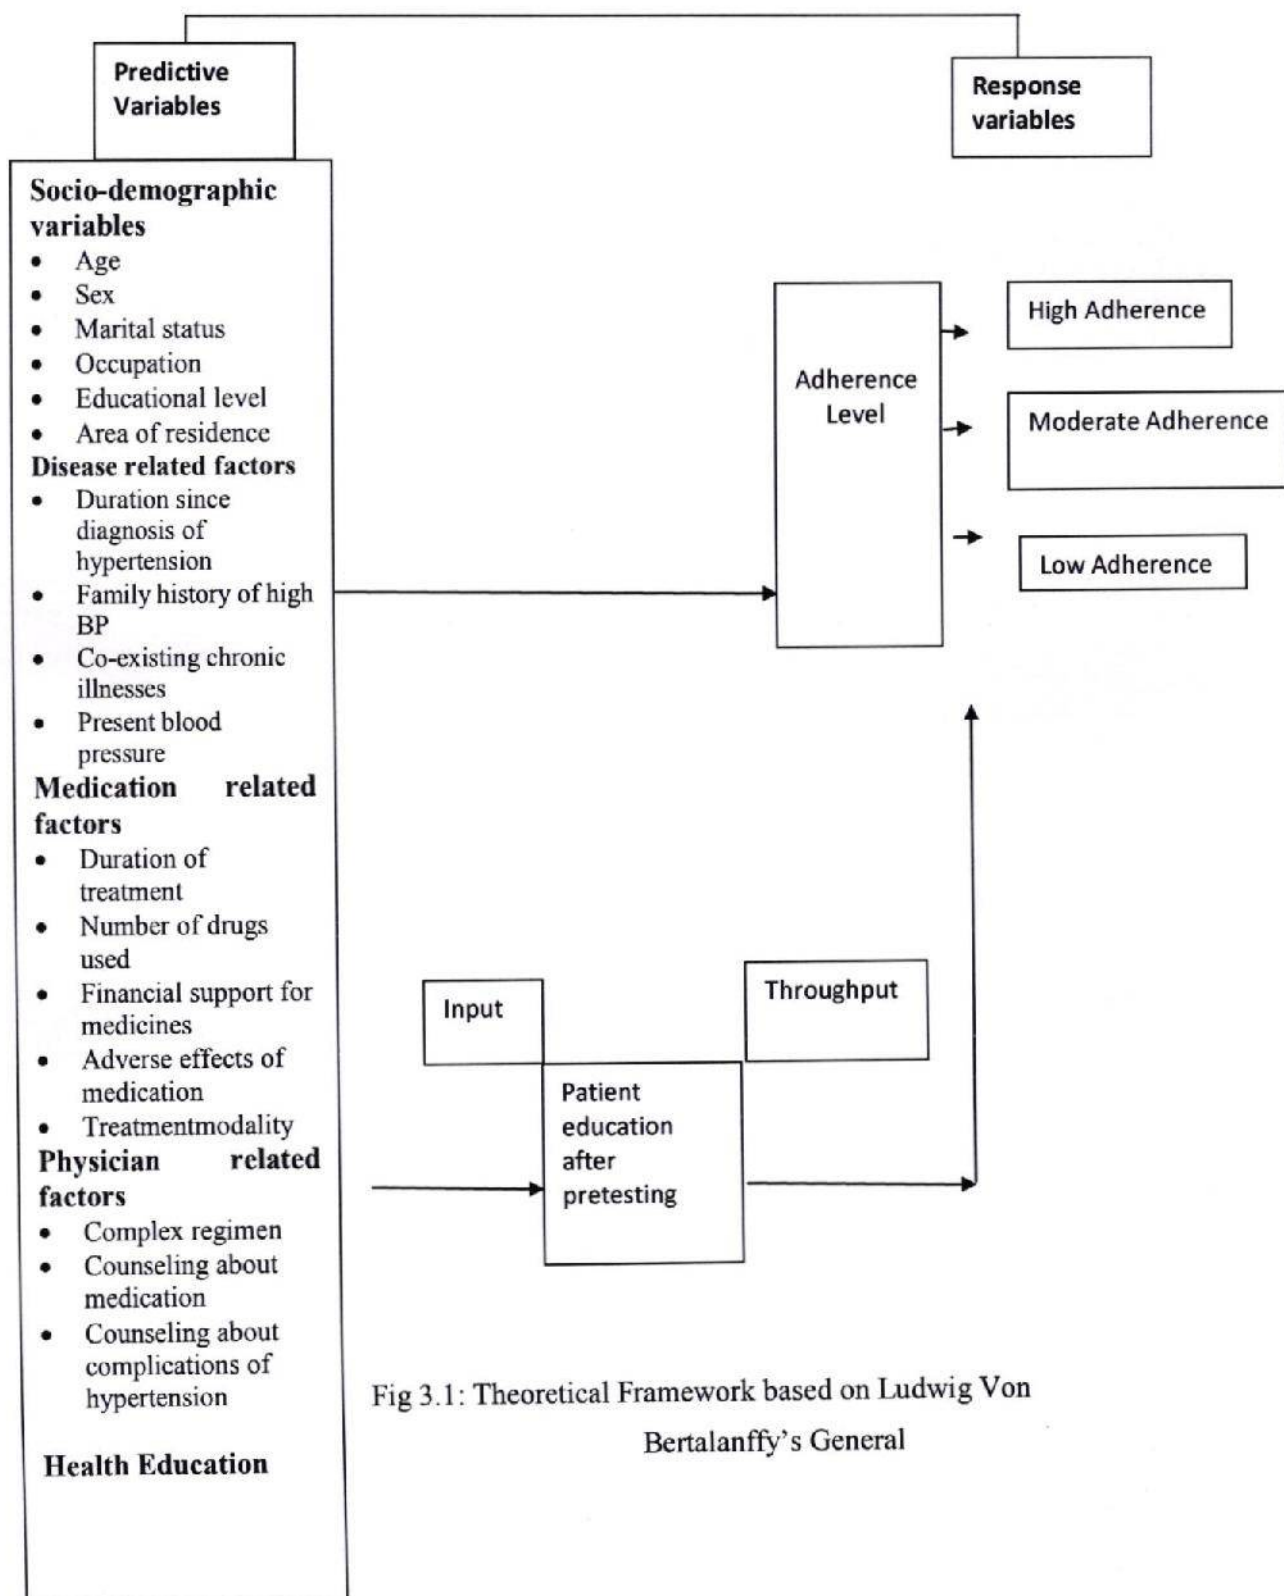 Predictive
Variables
Response
variables
Socio-demographic
variables
• Age
• Sex
• Marital status
• Occupation
• Educational level
• Area of residence
Disease related factors
• Duration since
diagnosis of
hypertension
• Family history of high
BP
• Co-existing chronic
illnesses
• Present blood
pressure
Medication related
factors
• Duration of
treatment
• Number of drugs
used
• Financial support for
medicines
• Adverse effects of
medication
• Treatmentmodality
Physician related
factors
• Complex regimen
• Counseling about
medication
• Counseling about
complications of
hypertension
Health Education
Adherence
Level
High Adherence
Moderate Adherence
Low Adherence
Input
Throughput
Patient
education
after
pretesting
Fig 3.1: Theoretical Framework based on Ludwig Von
Bertalanffy's General